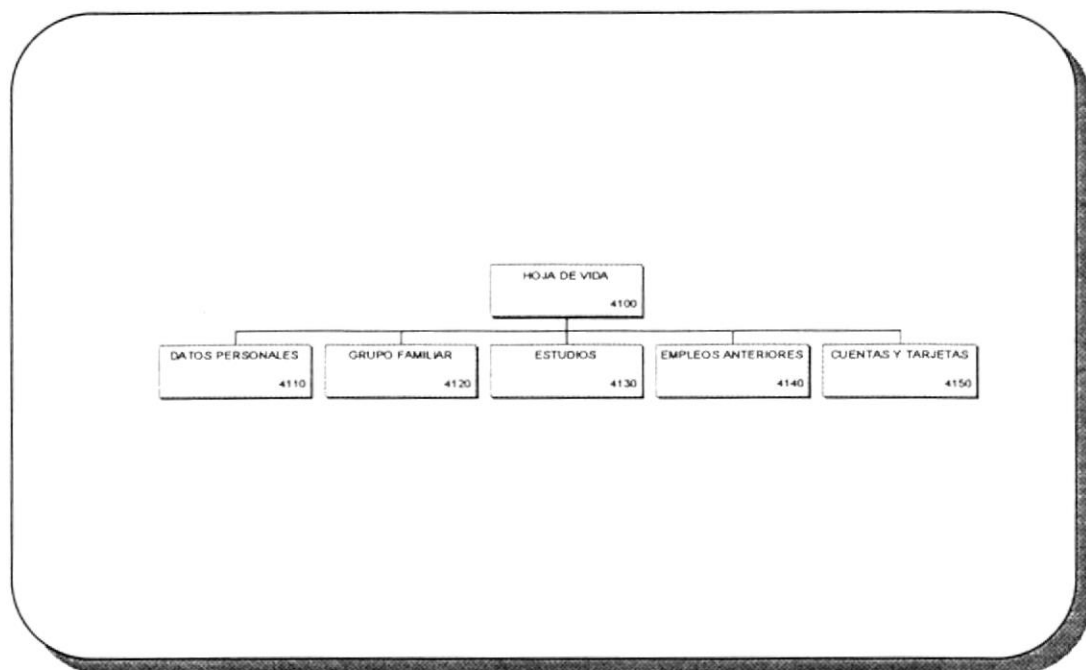 HOJA DE VIDA
4100
DATOS PERSONALES
4110
GRUPO FAMILIAR
4120
ESTUDIOS
4130
EMPLEOS ANTERIORES
4140
CUENTAS Y TARJETAS
4150